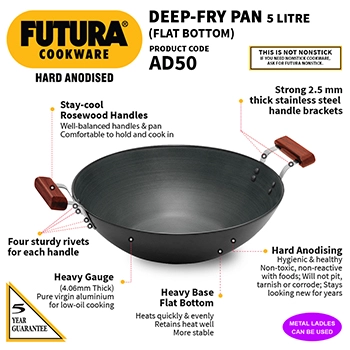 FUTURA®
COOKWARE
HARD ANODISED
DEEP-FRY PAN 5 LITRE
(FLAT BOTTOM)
PRODUCT CODE
AD50
THIS IS NOT NONSTICK
IF YOU NEED NONSTICK COOKWARE,
ASK FOR FUTURA NONSTICK.
Stay-cool
Rosewood Handles
Well-balanced handles & pan
Comfortable to hold and cook in
Strong 2.5 mm
thick stainless steel
handle brackets
Four sturdy rivets
for each handle
Heavy Gauge
(4.06mm Thick)
Pure virgin aluminium
for low-oil cooking
Heavy Base
Flat Bottom
Heats quickly & evenly
Retains heat well
More stable
Hard Anodising
Hygienic & healthy
Non-toxic, non-reactive
with foods; Will not pit,
tarnish or corrode; Stays
looking new for years
5
YEAR
GUARANTEE
METAL LADLES
CAN BE USED